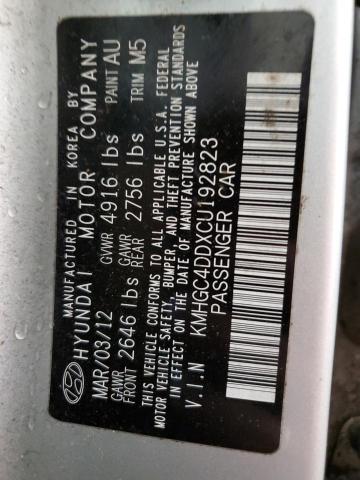 MANUFACTURED IN KOREA BY
HYUNDAI MOTOR COMPANY
MAR/03/12 GVWR 4916 lbs PAINT AU
GAWR FRONT 2646 lbs GAWR REAR 2756 lbs TRIM M5
THIS VEHICLE CONFORMS TO ALL APPLICABLE U.S.A. FEDERAL
MOTOR VEHICLE SAFETY, BUMPER, AND THEFT PREVENTION STANDARDS
IN EFFECT ON THE DATE OF MANUFACTURE SHOWN ABOVE
V.I.N KMHGC4DDXCU192823
PASSENGER CAR